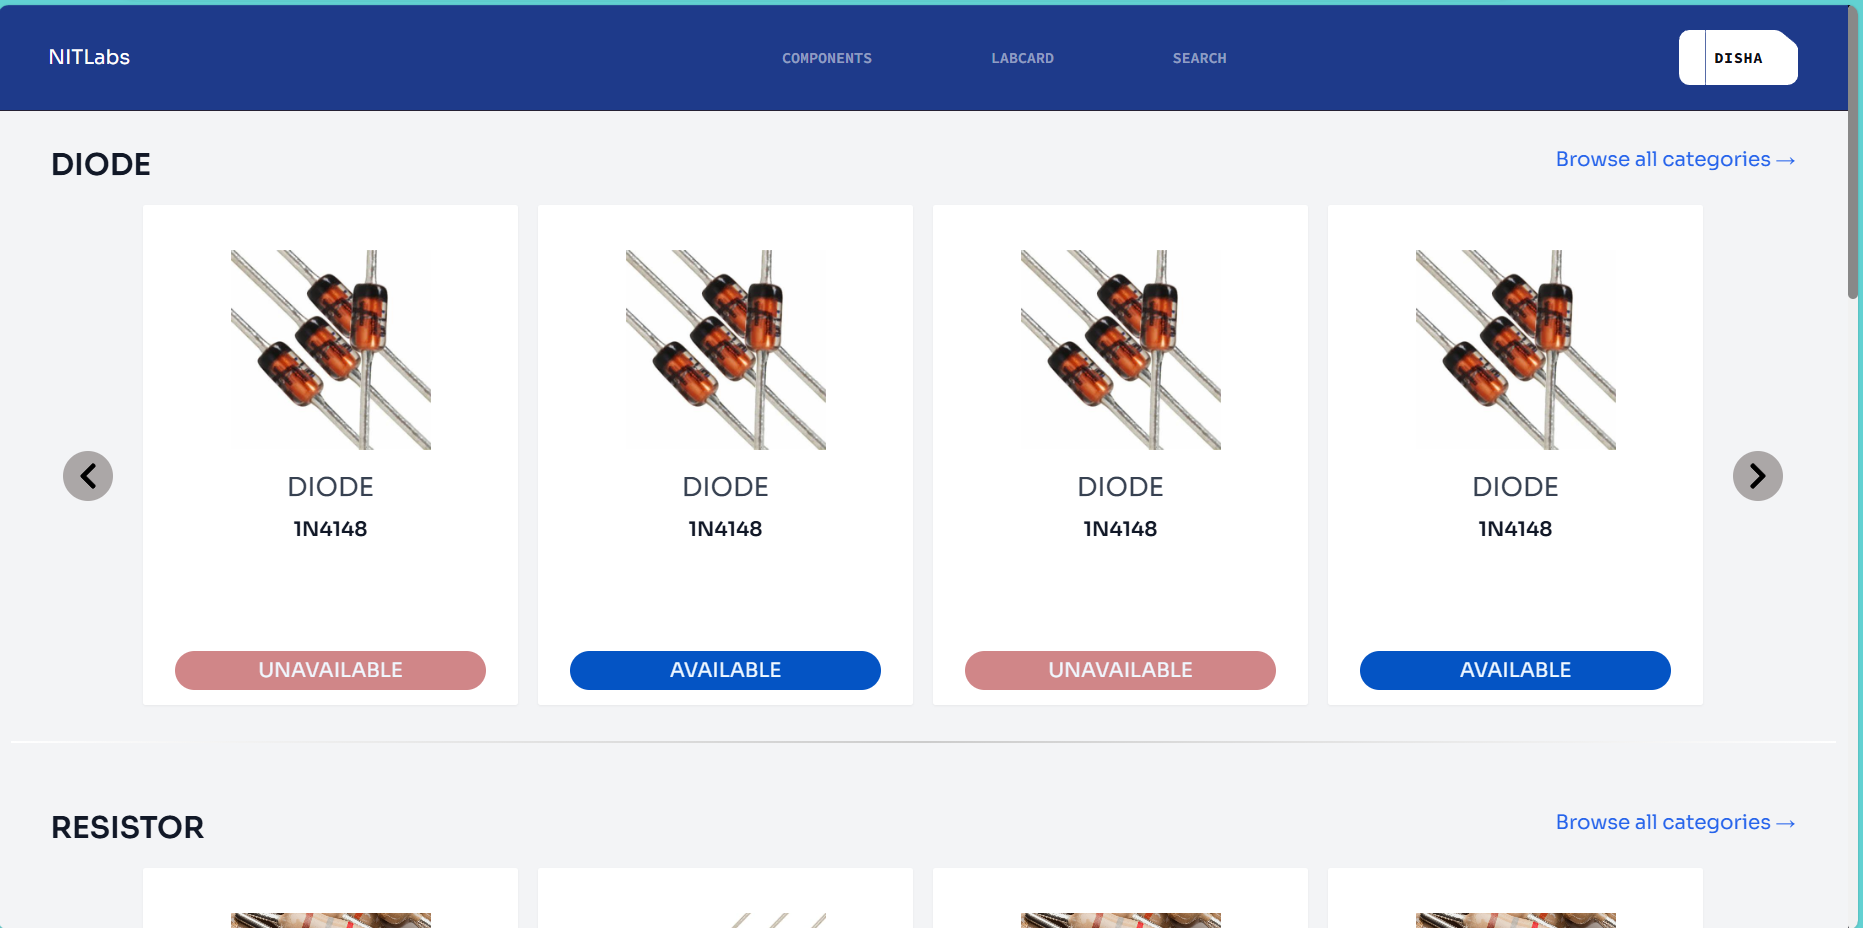 NITLabs
COMPONENTS
LABCARD
SEARCH
DISHA
DIODE
Browse all categories →
DIODE
1N4148
UNAVAILABLE
DIODE
1N4148
AVAILABLE
DIODE
1N4148
UNAVAILABLE
DIODE
1N4148
AVAILABLE
RESISTOR
Browse all categories →